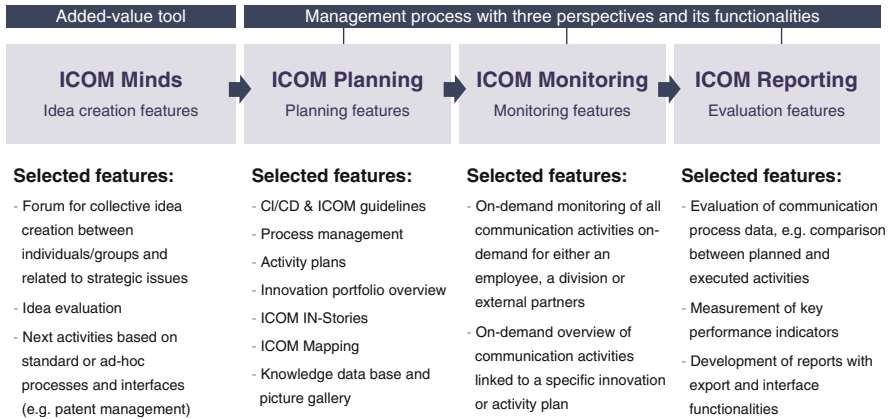 Added-value tool
Management process with three perspectives and its functionalities
ICOM Minds
Idea creation features
ICOM Planning
Planning features
ICOM Monitoring
Monitoring features
ICOM Reporting
Evaluation features
Selected features:
- Forum for collective idea
creation between
individuals/groups and
related to strategic issues
- Idea evaluation
- Next activities based on
standard or ad-hoc
processes and interfaces
(e.g. patent management)
Selected features:
- CI/CD & ICOM guidelines
- Process management
- Activity plans
- Innovation portfolio overview
- ICOM IN-Stories
- ICOM Mapping
- Knowledge data base and
picture gallery
Selected features:
- On-demand monitoring of all
communication activities on-
demand for either an
employee, a division or
external partners
- On-demand overview of
communication activities
linked to a specific innovation
or activity plan
Selected features:
- Evaluation of communication
process data, e.g. comparison
between planned and
executed activities
- Measurement of key
performance indicators
- Development of reports with
export and interface
functionalities